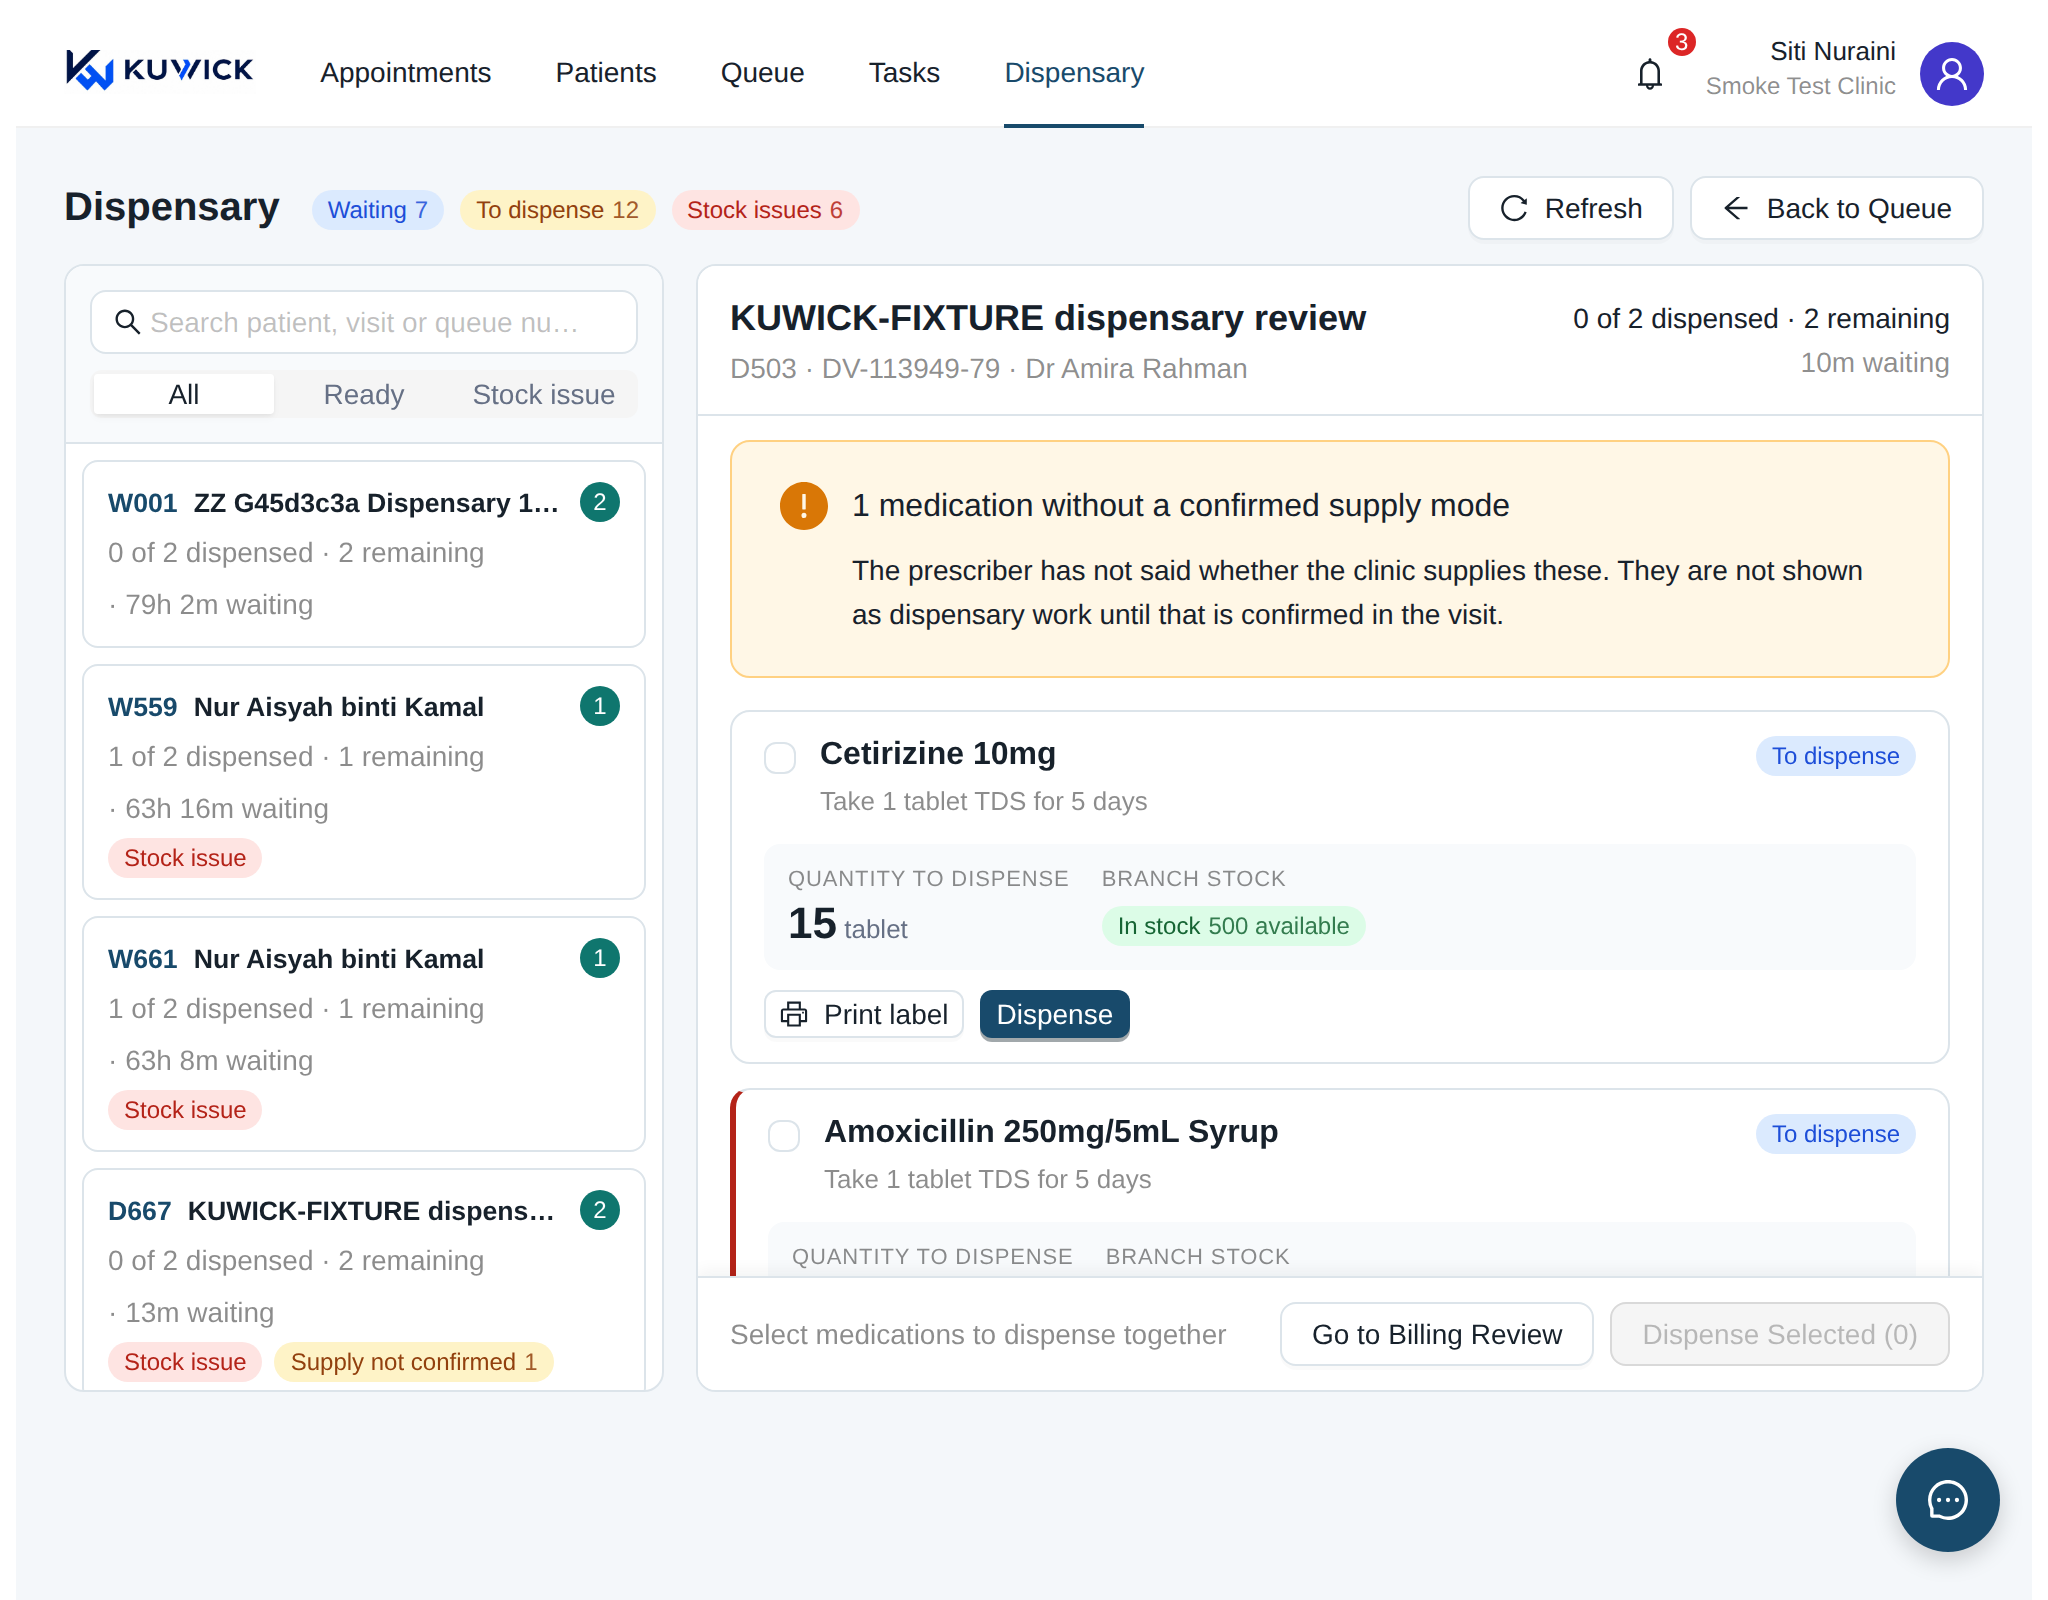 KUWICK
Appointments Patients Queue Tasks Dispensary
3
Siti Nuraini
Smoke Test Clinic
Dispensary Waiting 7 To dispense 12 Stock issues 6
Refresh Back to Queue
Search patient, visit or queue nu…
All Ready Stock issue
W001 ZZ G45d3c3a Dispensary 1… 2
0 of 2 dispensed · 2 remaining
· 79h 2m waiting
W559 Nur Aisyah binti Kamal 1
1 of 2 dispensed · 1 remaining
· 63h 16m waiting
Stock issue
W661 Nur Aisyah binti Kamal 1
1 of 2 dispensed · 1 remaining
· 63h 8m waiting
Stock issue
D667 KUWICK-FIXTURE dispens… 2
0 of 2 dispensed · 2 remaining
· 13m waiting
Stock issue Supply not confirmed 1
KUWICK-FIXTURE dispensary review
0 of 2 dispensed · 2 remaining
D503 · DV-113949-79 · Dr Amira Rahman
10m waiting
1 medication without a confirmed supply mode
The prescriber has not said whether the clinic supplies these. They are not shown
as dispensary work until that is confirmed in the visit.
Cetirizine 10mg To dispense
Take 1 tablet TDS for 5 days
QUANTITY TO DISPENSE BRANCH STOCK
15 tablet In stock 500 available
Print label Dispense
Amoxicillin 250mg/5mL Syrup To dispense
Take 1 tablet TDS for 5 days
QUANTITY TO DISPENSE BRANCH STOCK
Select medications to dispense together Go to Billing Review Dispense Selected (0)